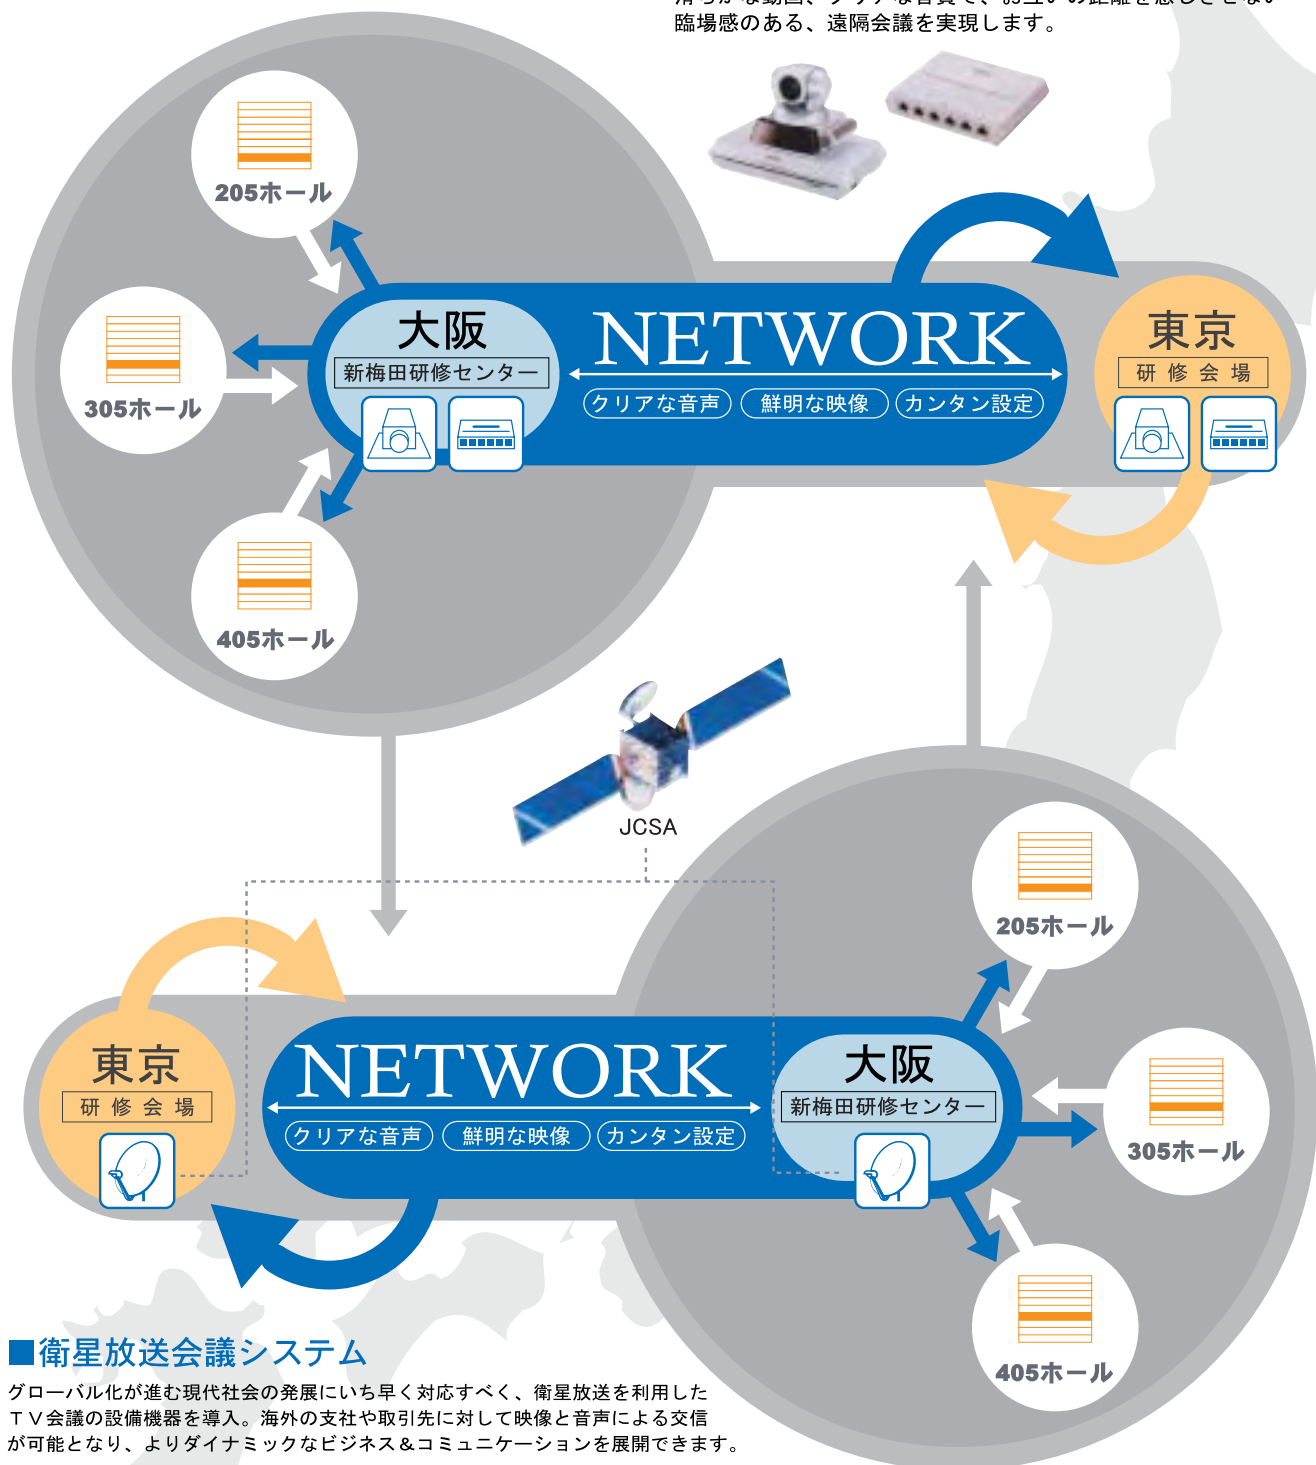 臨場感のある、遠隔会議を実現します。
205ホール
305ホール
405ホール
大阪
新梅田研修センター
NETWORK
クリアな音声 鮮明な映像 カンタン設定
東京
研修会場
JCSA
東京
研修会場
NETWORK
クリアな音声 鮮明な映像 カンタン設定
大阪
新梅田研修センター
205ホール
305ホール
405ホール
■衛星放送会議システム
グローバル化が進む現代社会の発展にいち早く対応すべく、衛星放送を利用した
ＴＶ会議の設備機器を導入。海外の支社や取引先に対して映像と音声による交信
が可能となり、よりダイナミックなビジネス＆コミュニケーションを展開できます。